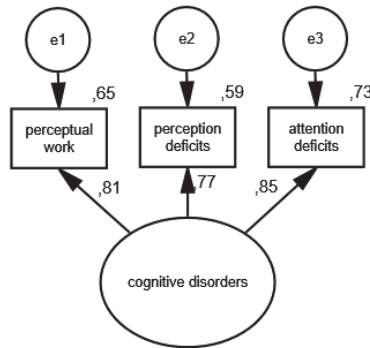 e1
e2
e3
,65
,59
,73
perceptual
work
perception
deficits
attention
deficits
,81
,77
,85
cognitive disorders